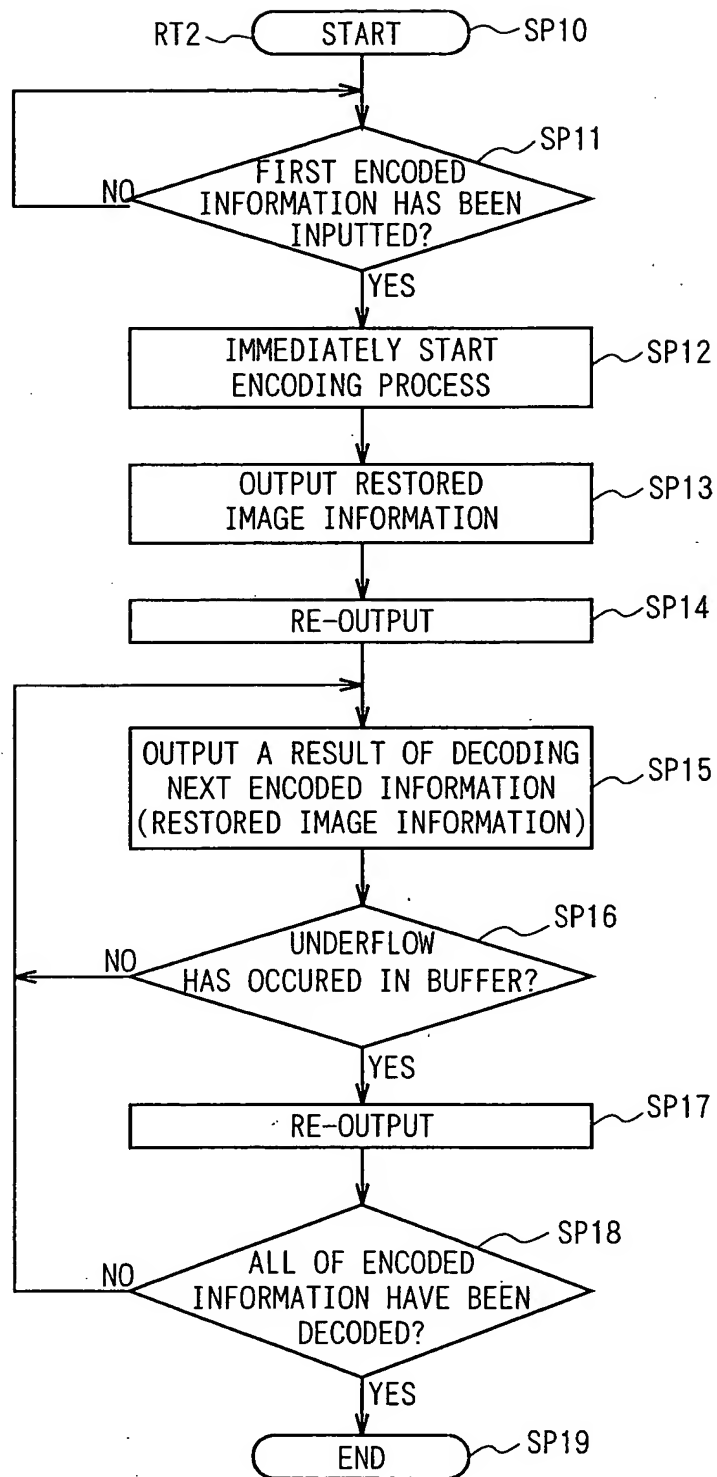 RT2
START
SP10
SP11
FIRST ENCODED
INFORMATION HAS BEEN
INPUTTED?
NO
YES
IMMEDIATELY START
ENCODING PROCESS
SP12
OUTPUT RESTORED
IMAGE INFORMATION
SP13
RE-OUTPUT
SP14
OUTPUT A RESULT OF DECODING
NEXT ENCODED INFORMATION
(RESTORED IMAGE INFORMATION)
SP15
SP16
UNDERFLOW
HAS OCCURED IN BUFFER?
NO
YES
RE-OUTPUT
SP17
SP18
ALL OF ENCODED
INFORMATION HAVE BEEN
DECODED?
NO
YES
END
SP19